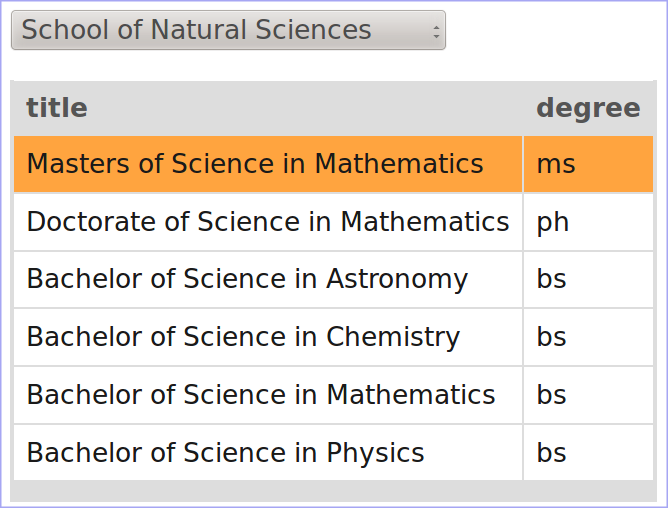 School of Natural Sciences
title degree
Masters of Science in Mathematics ms
Doctorate of Science in Mathematics ph
Bachelor of Science in Astronomy bs
Bachelor of Science in Chemistry bs
Bachelor of Science in Mathematics bs
Bachelor of Science in Physics bs